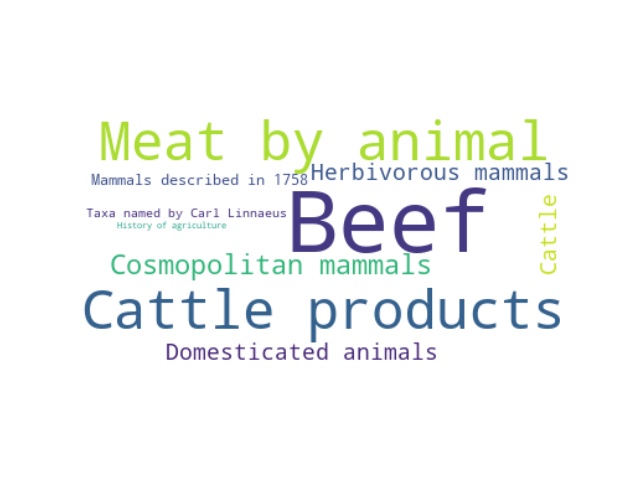 Meat by animal
Herbivorous mammals
Mammals described in 1758
Beef
Cattle
Taxa named by Carl Linnaeus
History of agriculture
Cosmopolitan mammals
Cattle products
Domesticated animals